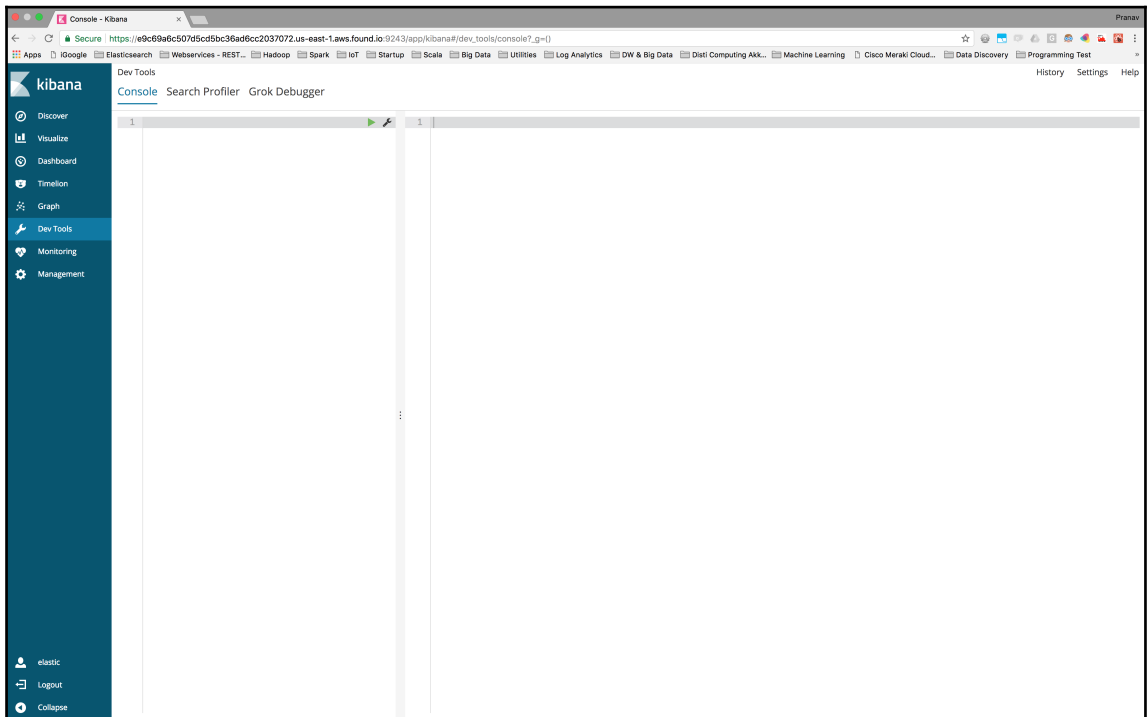 Console - Kibana
Pranav
Secure https://e9c69a6c507d5cd5bc36ad6cc2037072.us-east-1.aws.found.io:9243/app/kibana#/dev_tools/console?_g=()
Apps iGoogle Elasticsearch Webservices - REST... Hadoop Spark IoT Startup Scala Big Data Utilities Log Analytics DW & Big Data Disti Computing Akk... Machine Learning Cisco Meraki Cloud... Data Discovery Programming Test »
kibana
Dev Tools
History Settings Help
Console Search Profiler Grok Debugger
1 1
Discover
Visualize
Dashboard
Timelion
Graph
Dev Tools
Monitoring
Management
elastic
Logout
Collapse